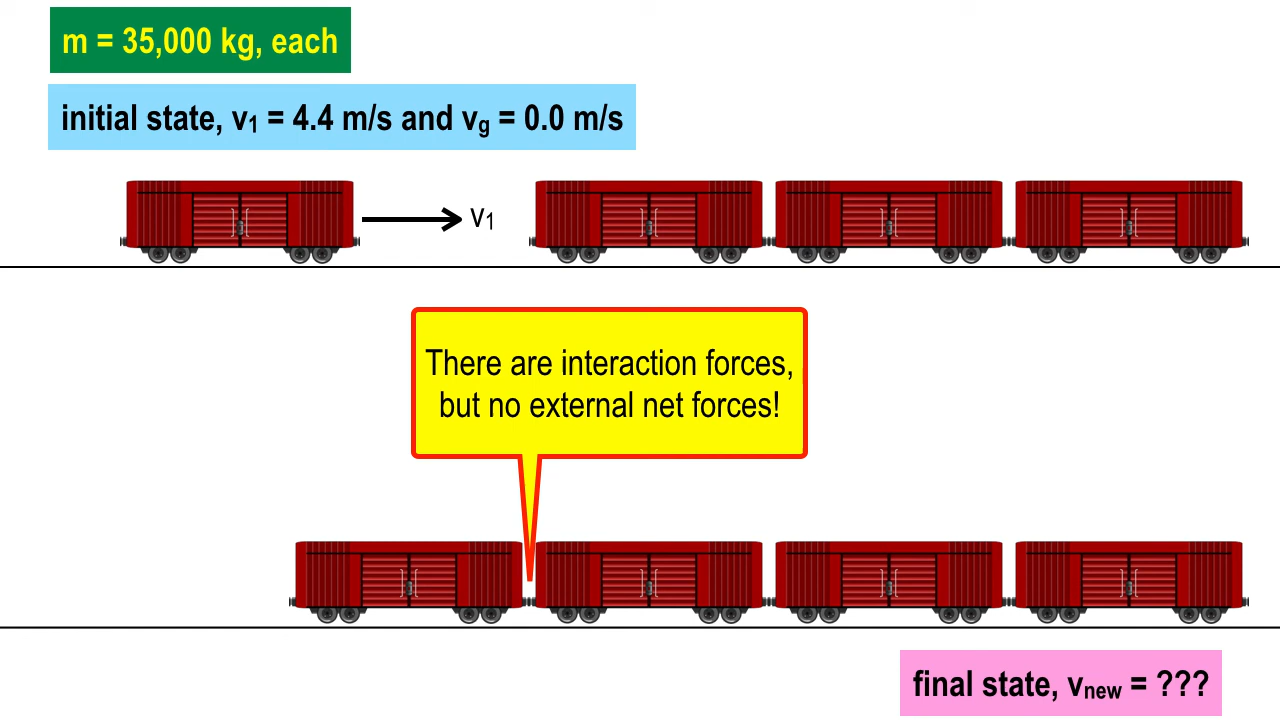 m = 35,000 kg, each
initial state, v₁ = 4.4 m/s and vg = 0.0 m/s
v₁
There are interaction forces,
but no external net forces!
final state, vnew = ???